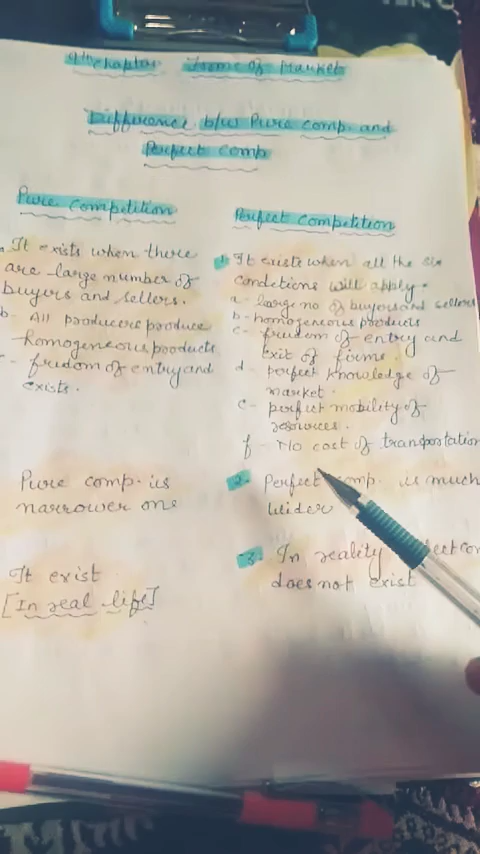 9th chapter Forms of Market
Difference b/w Pure comp. and
Perfect comp
Pure Competition
It exists when there
are large number of
buyers and sellers.
b- All producers produce
homogeneous products
freedom of entry and
exists.
Pure comp. is
narrower one
It exist
[In real life]
Perfect competition
1. It exists when all the six
conditions will apply.
a- large no of buyers and sellers
b- homogeneous products
c- freedom of entry and
exit of firms.
d- perfect knowledge of
market.
e- perfect mobility of
resources.
f- No cost of transportation
2. Perfect comp. is much
wider
3. In reality
does not exist